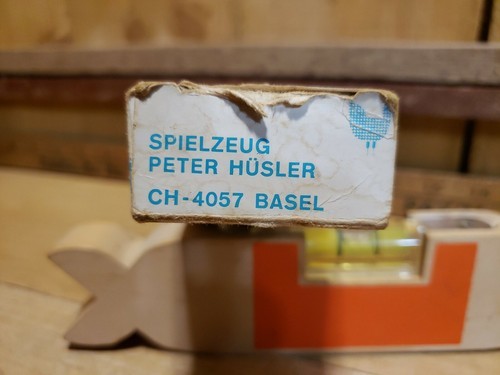 SPIELZEUG
PETER HÜSLER
CH-4057 BASEL